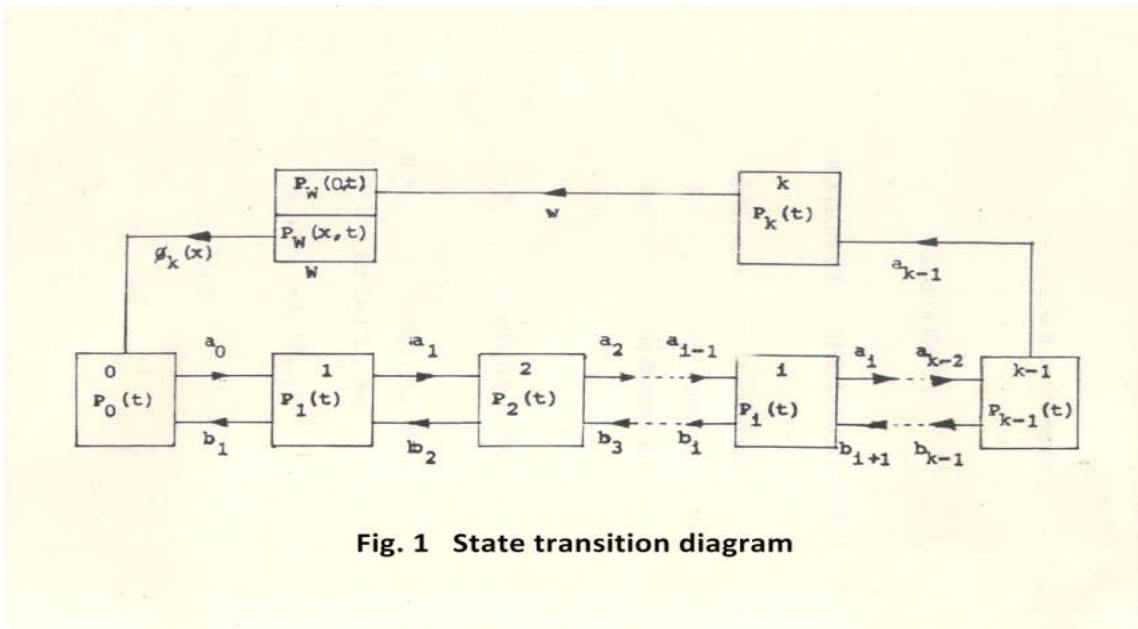 P_W(0,t)
k
P_k(t)
w
P_W(x,t)
W
ø_k(x)
a_{k-1}
a_0
a_1
a_2
a_{i-1}
a_i
a_{k-2}
0
P_0(t)
1
P_1(t)
2
P_2(t)
i
P_i(t)
k-1
P_{k-1}(t)
b_1
b_2
b_3
b_i
b_{i+1}
b_{k-1}
Fig. 1 State transition diagram